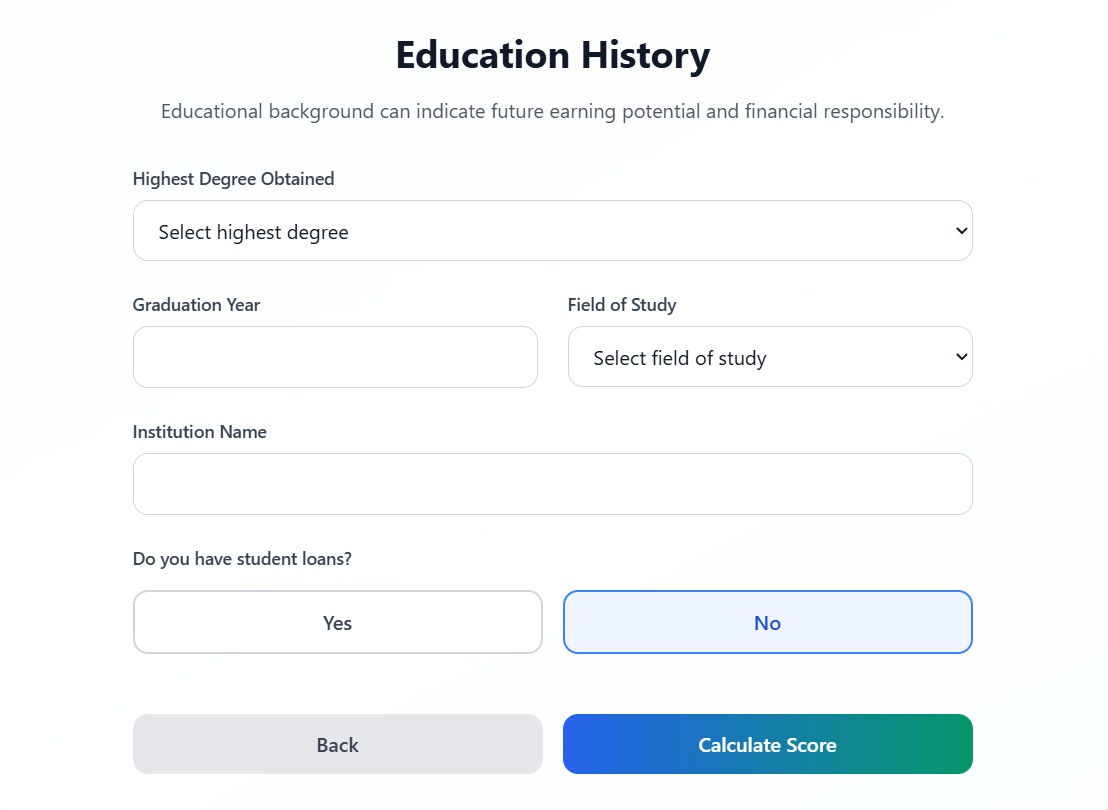 Education History
Educational background can indicate future earning potential and financial responsibility.
Highest Degree Obtained
Select highest degree
Graduation Year
Field of Study
Select field of study
Institution Name
Do you have student loans?
Yes
No
Back
Calculate Score